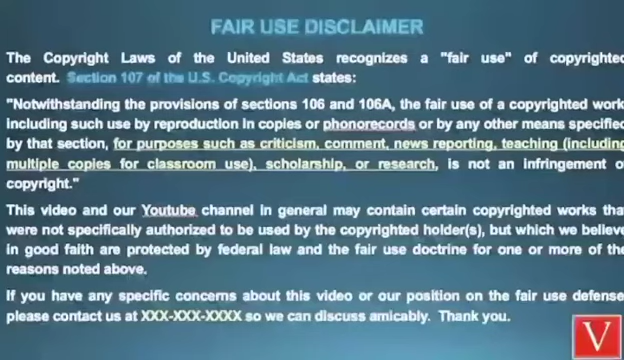 FAIR USE DISCLAIMER
The Copyright Laws of the United States recognizes a "fair use" of copyrighted
content. Section 107 of the U.S. Copyright Act states:
"Notwithstanding the provisions of sections 106 and 106A, the fair use of a copyrighted work
including such use by reproduction in copies or phonorecords or by any other means specified
by that section, for purposes such as criticism, comment, news reporting, teaching (including
multiple copies for classroom use), scholarship, or research, is not an infringement o
copyright."
This video and our Youtube channel in general may contain certain copyrighted works tha
were not specifically authorized to be used by the copyrighted holder(s), but which we believe
in good faith are protected by federal law and the fair use doctrine for one or more of the
reasons noted above.
If you have any specific concerns about this video or our position on the fair use defense
please contact us at XXX-XXX-XXXX so we can discuss amicably. Thank you.
V